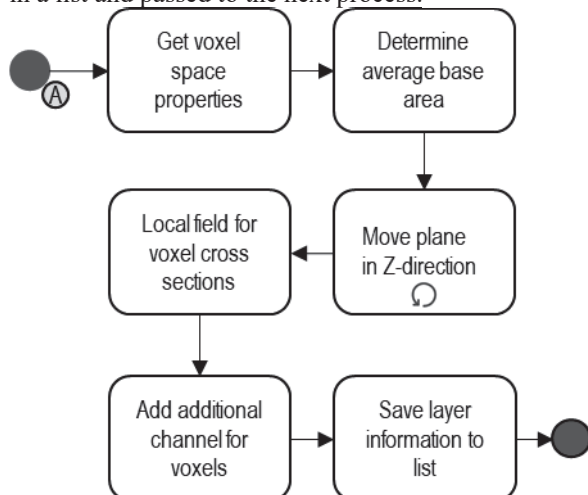 in a list and passed to the next process.
Get voxel
space
properties
Determine
average base
area
A
Local field for
voxel cross
sections
Move plane
in Z-direction
Add additional
channel for
voxels
Save layer
information to
list